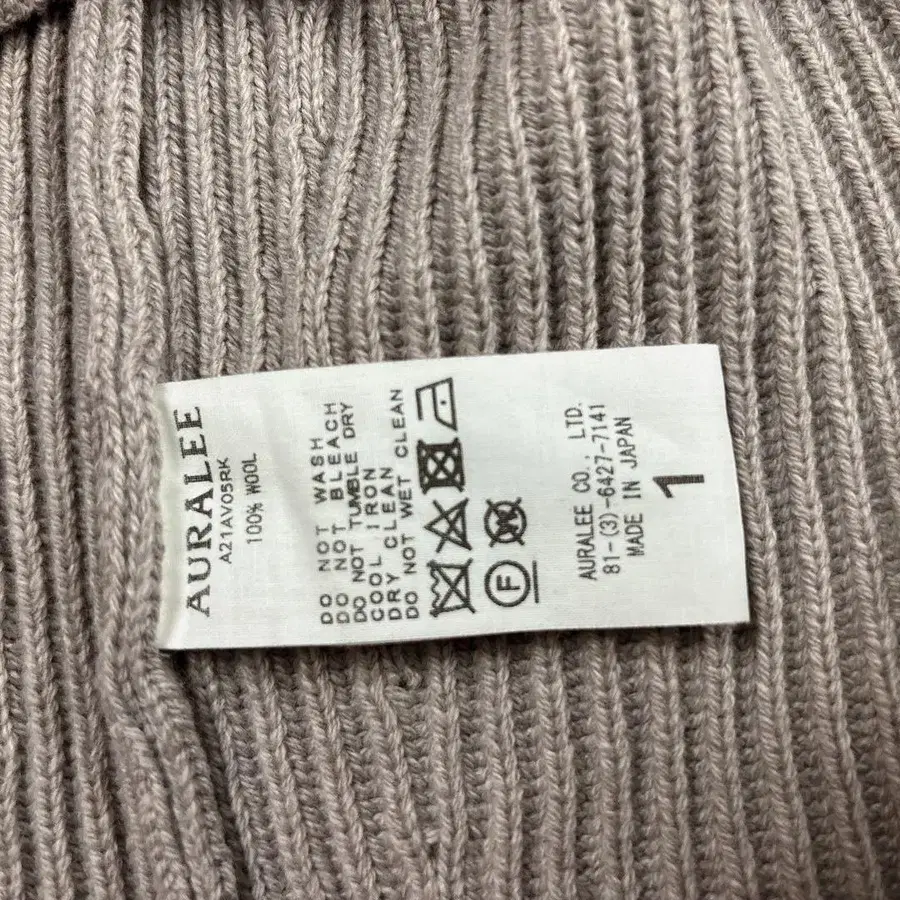 AURALEE
A21AV05RK
100% WOOL
DO NOT WASH
DO NOT BLEACH
DO NOT TUMBLE DRY
COOL IRON
DRY CLEAN
DO NOT WET CLEAN
F W
AURALEE CO., LTD.
81-(3)-6427-7141
MADE IN JAPAN
1